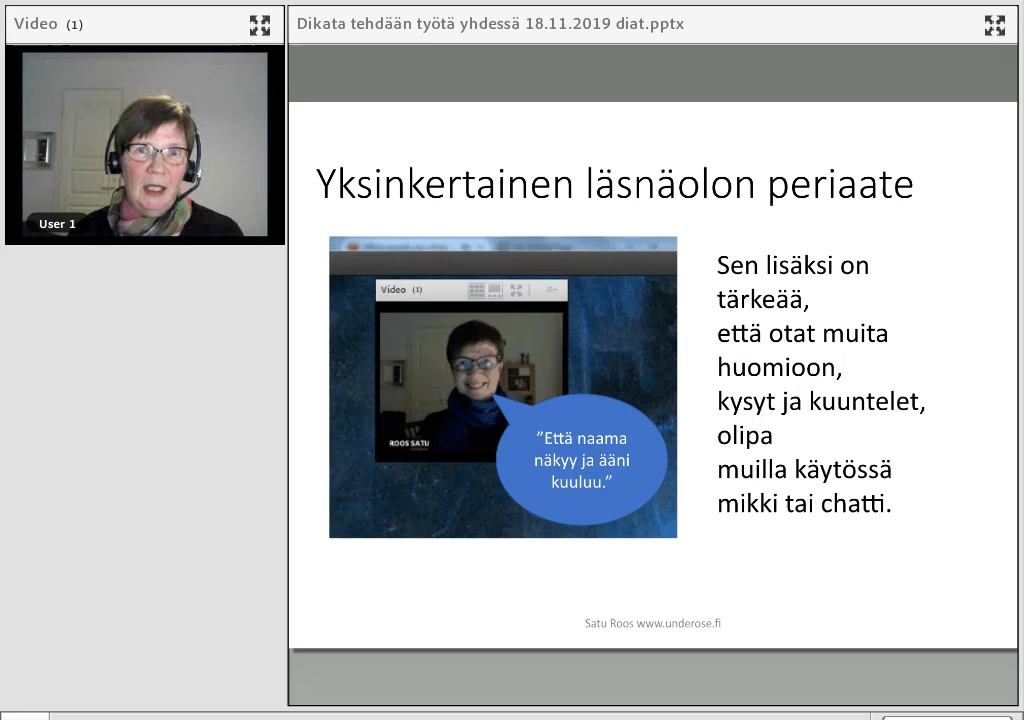 Video (1)
Dikata tehdään työtä yhdessä 18.11.2019 diat.pptx
User 1
Yksinkertainen läsnäolon periaate
Video (1)
ROOS SATU
”Että naama
näkyy ja ääni
kuuluu.”
Sen lisäksi on
tärkeää,
että otat muita
huomioon,
kysyt ja kuuntelet,
olipa
muilla käytössä
mikki tai chatti.
Satu Roos www.underose.fi